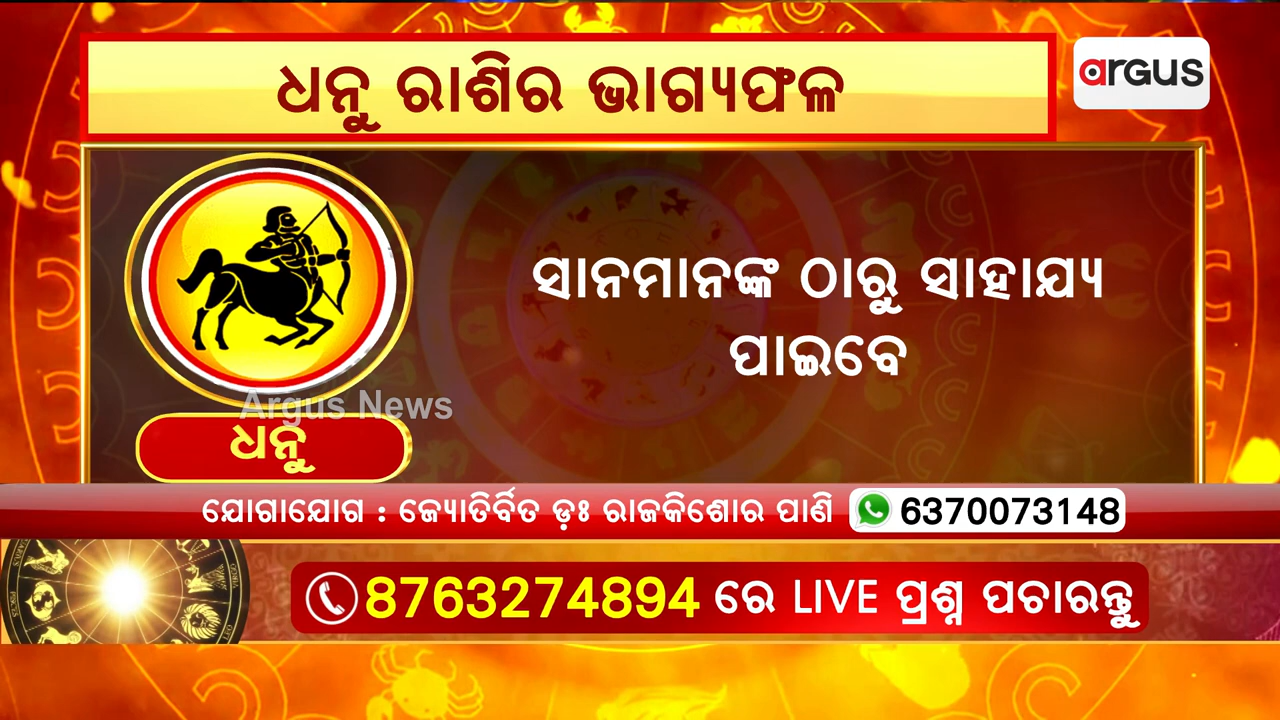 ଧନୁ ରାଶିର ଭାଗ୍ୟଫଳ
argus
ସାନମାନଙ୍କ ଠାରୁ ସାହାଯ୍ୟ
ପାଇବେ
Argus News
ଧନୁ
ଯୋଗାଯୋଗ : ଜ୍ୟୋତିର୍ବିତ ଡ଼ଃ ରାଜକିଶୋର ପାଣି 6370073148
8763274894 ରେ LIVE ପ୍ରଶ୍ନ ପଚାରନ୍ତୁ